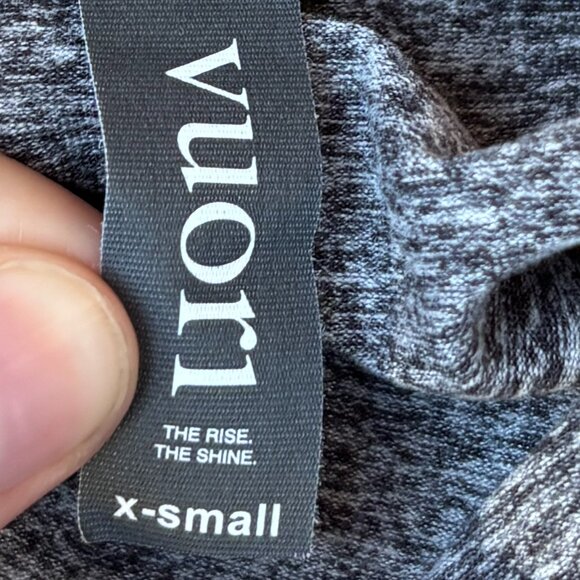 vuori
THE RISE.
THE SHINE.
x-small